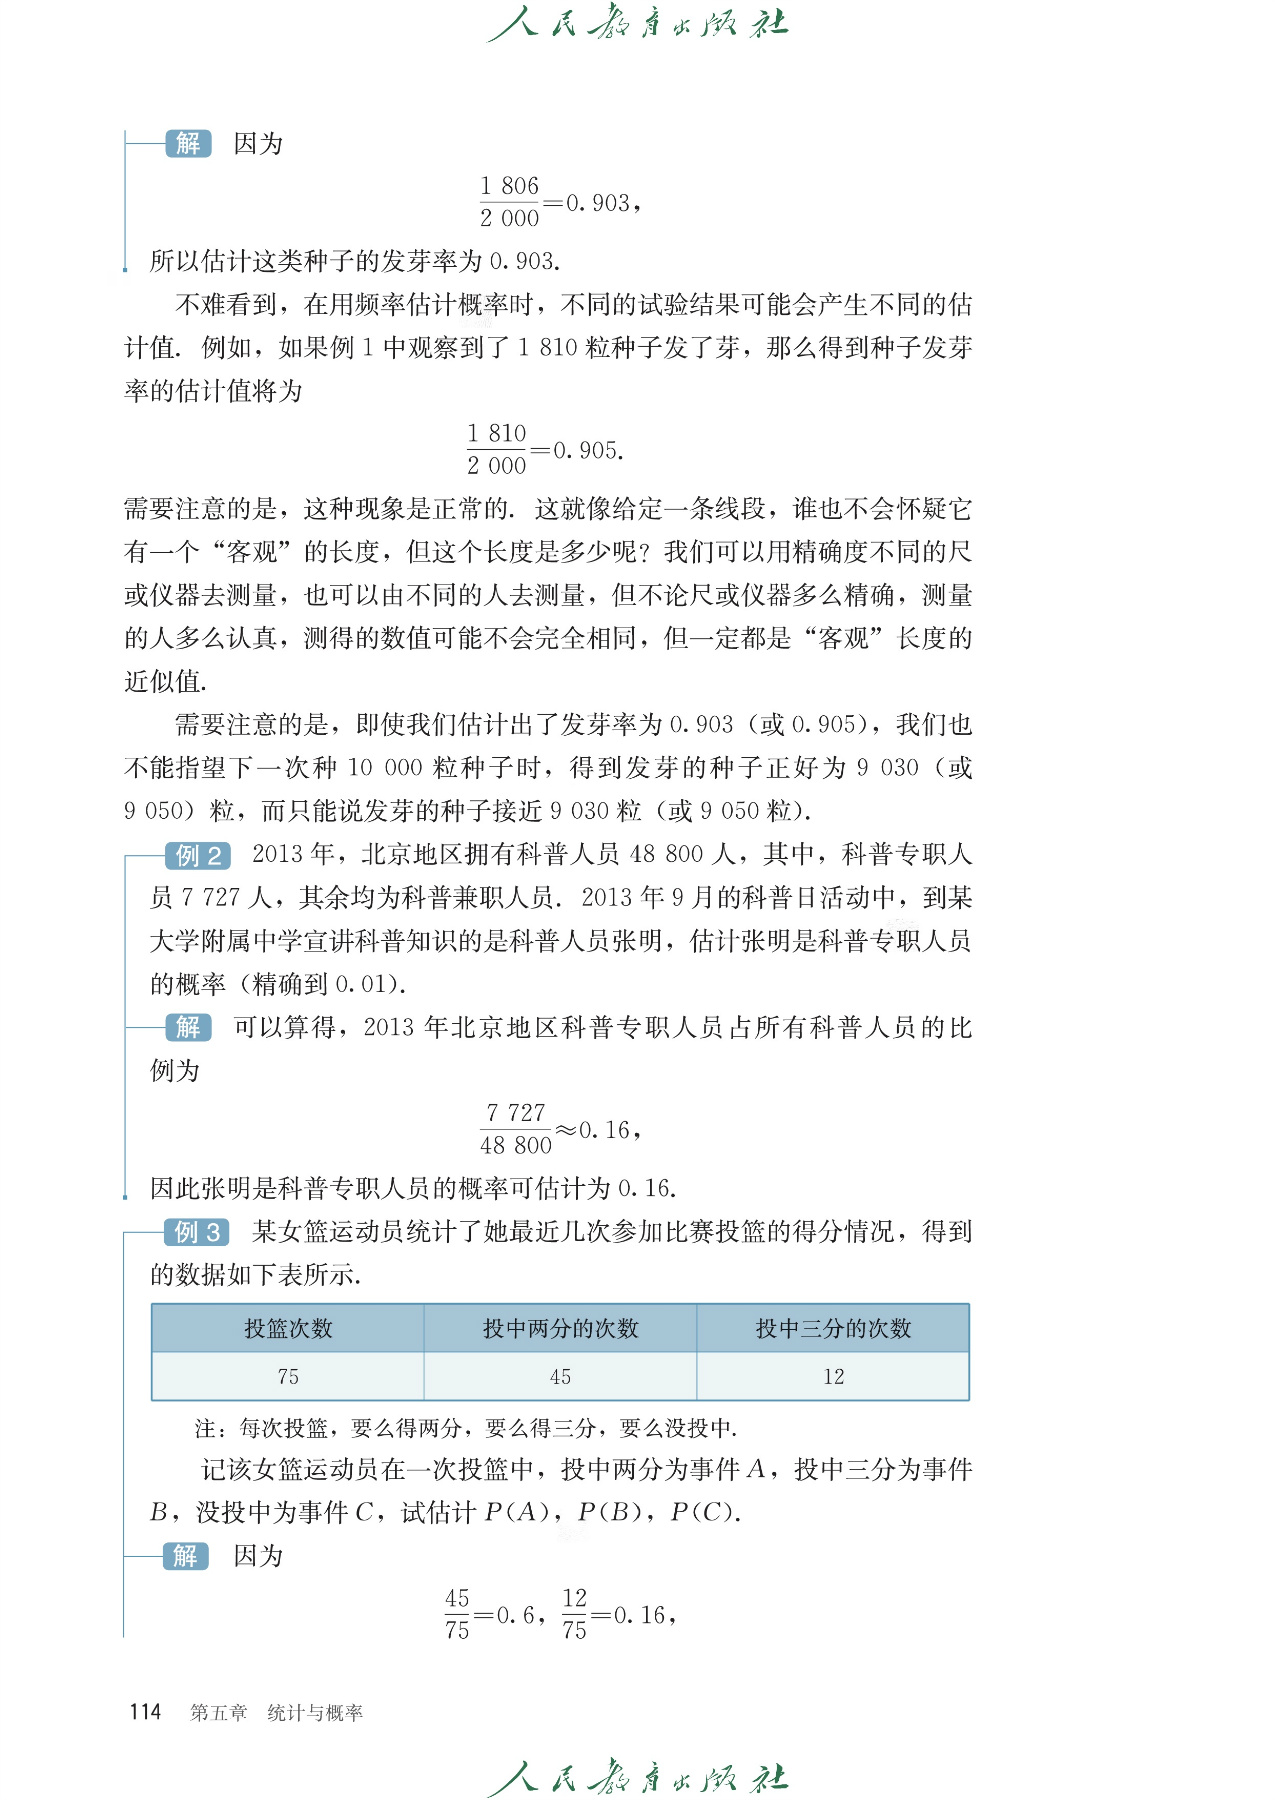 人民教育出版社
解 因为
1 806
2 000
=0.903，
所以估计这类种子的发芽率为 0.903.
不难看到，在用频率估计概率时，不同的试验结果可能会产生不同的估
计值. 例如，如果例 1 中观察到了 1 810 粒种子发了芽，那么得到种子发芽
率的估计值将为
1 810
2 000
=0.905.
需要注意的是，这种现象是正常的. 这就像给定一条线段，谁也不会怀疑它
有一个“客观”的长度，但这个长度是多少呢？我们可以用精确度不同的尺
或仪器去测量，也可以由不同的人去测量，但不论尺或仪器多么精确，测量
的人多么认真，测得的数值可能不会完全相同，但一定都是“客观”长度的
近似值.
需要注意的是，即使我们估计出了发芽率为 0.903（或 0.905），我们也
不能指望下一次种 10 000 粒种子时，得到发芽的种子正好为 9 030（或
9 050）粒，而只能说发芽的种子接近 9 030 粒（或 9 050 粒）.
例 2 2013 年，北京地区拥有科普人员 48 800 人，其中，科普专职人
员 7 727 人，其余均为科普兼职人员. 2013 年 9 月的科普日活动中，到某
大学附属中学宣讲科普知识的是科普人员张明，估计张明是科普专职人员
的概率（精确到 0.01）.
解 可以算得，2013 年北京地区科普专职人员占所有科普人员的比
例为
7 727
48 800
≈0.16，
因此张明是科普专职人员的概率可估计为 0.16.
例 3 某女篮运动员统计了她最近几次参加比赛投篮的得分情况，得到
的数据如下表所示.
投篮次数 投中两分的次数 投中三分的次数
75 45 12
注：每次投篮，要么得两分，要么得三分，要么没投中.
记该女篮运动员在一次投篮中，投中两分为事件 A，投中三分为事件
B，没投中为事件 C，试估计 P(A)，P(B)，P(C).
解 因为
45 12
75 75
=0.6， =0.16，
114 第五章 统计与概率
人民教育出版社